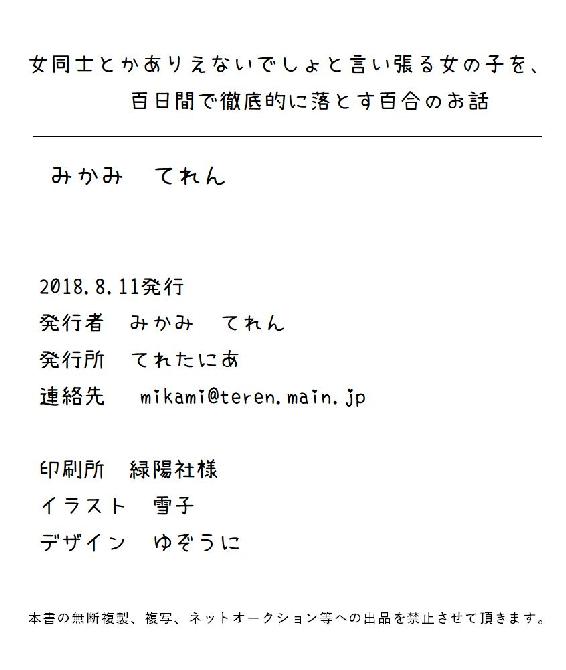 女同士とかありえないでしょと言い張る女の子を、
百日間で徹底的に落とす百合のお話
みかみ　てれん
2018.8.11発行
発行者　みかみ　てれん
発行所　てれたにあ
連絡先　mikami@teren.main.jp
印刷所　緑陽社様
イラスト　雪子
デザイン　ゆぞうに
本書の無断複製、複写、ネットオークション等への出品を禁止させて頂きます。